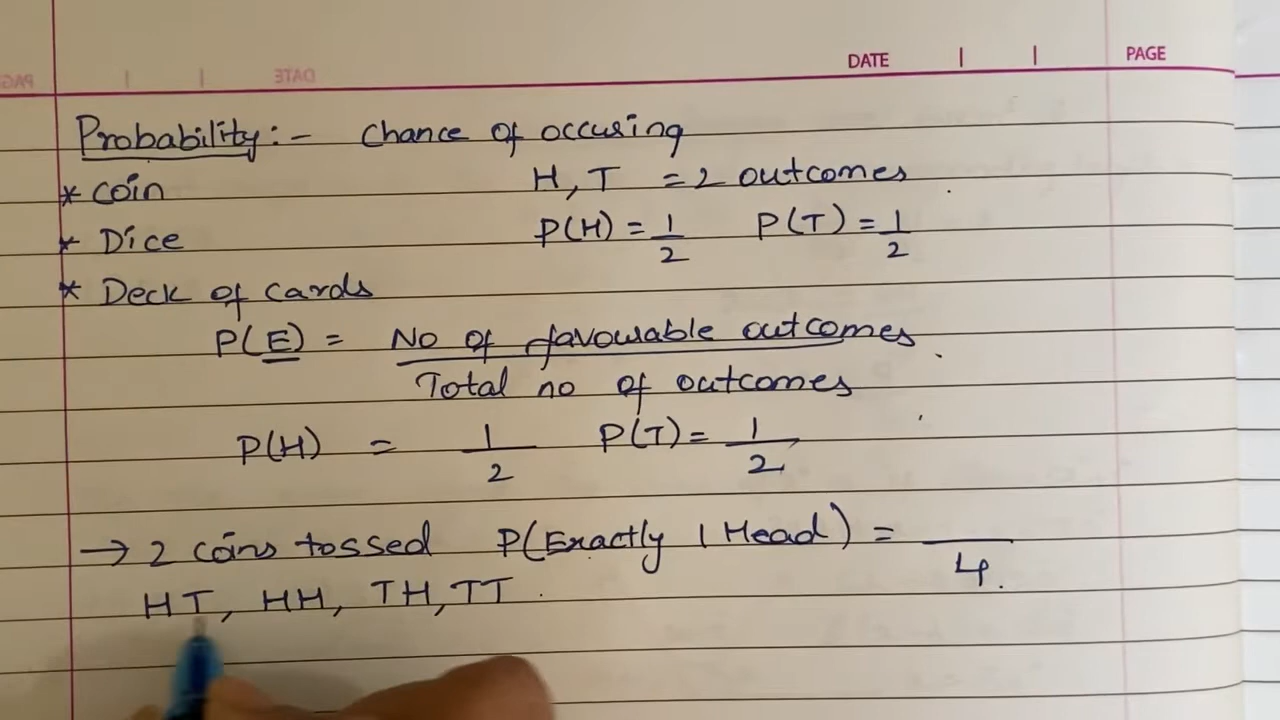 DATE | | PAGE
Probability:- Chance of occusing
* Coin H, T = 2 outcomes
* Dice P(H) = 1/2 P(T) = 1/2
* Deck of cards
P(E) = No of favourable outcomes
Total no of outcomes
P(H) = 1/2 P(T) = 1/2
→ 2 coins tossed P(Exactly 1 Head) = /4.
HT, HH, TH, TT.